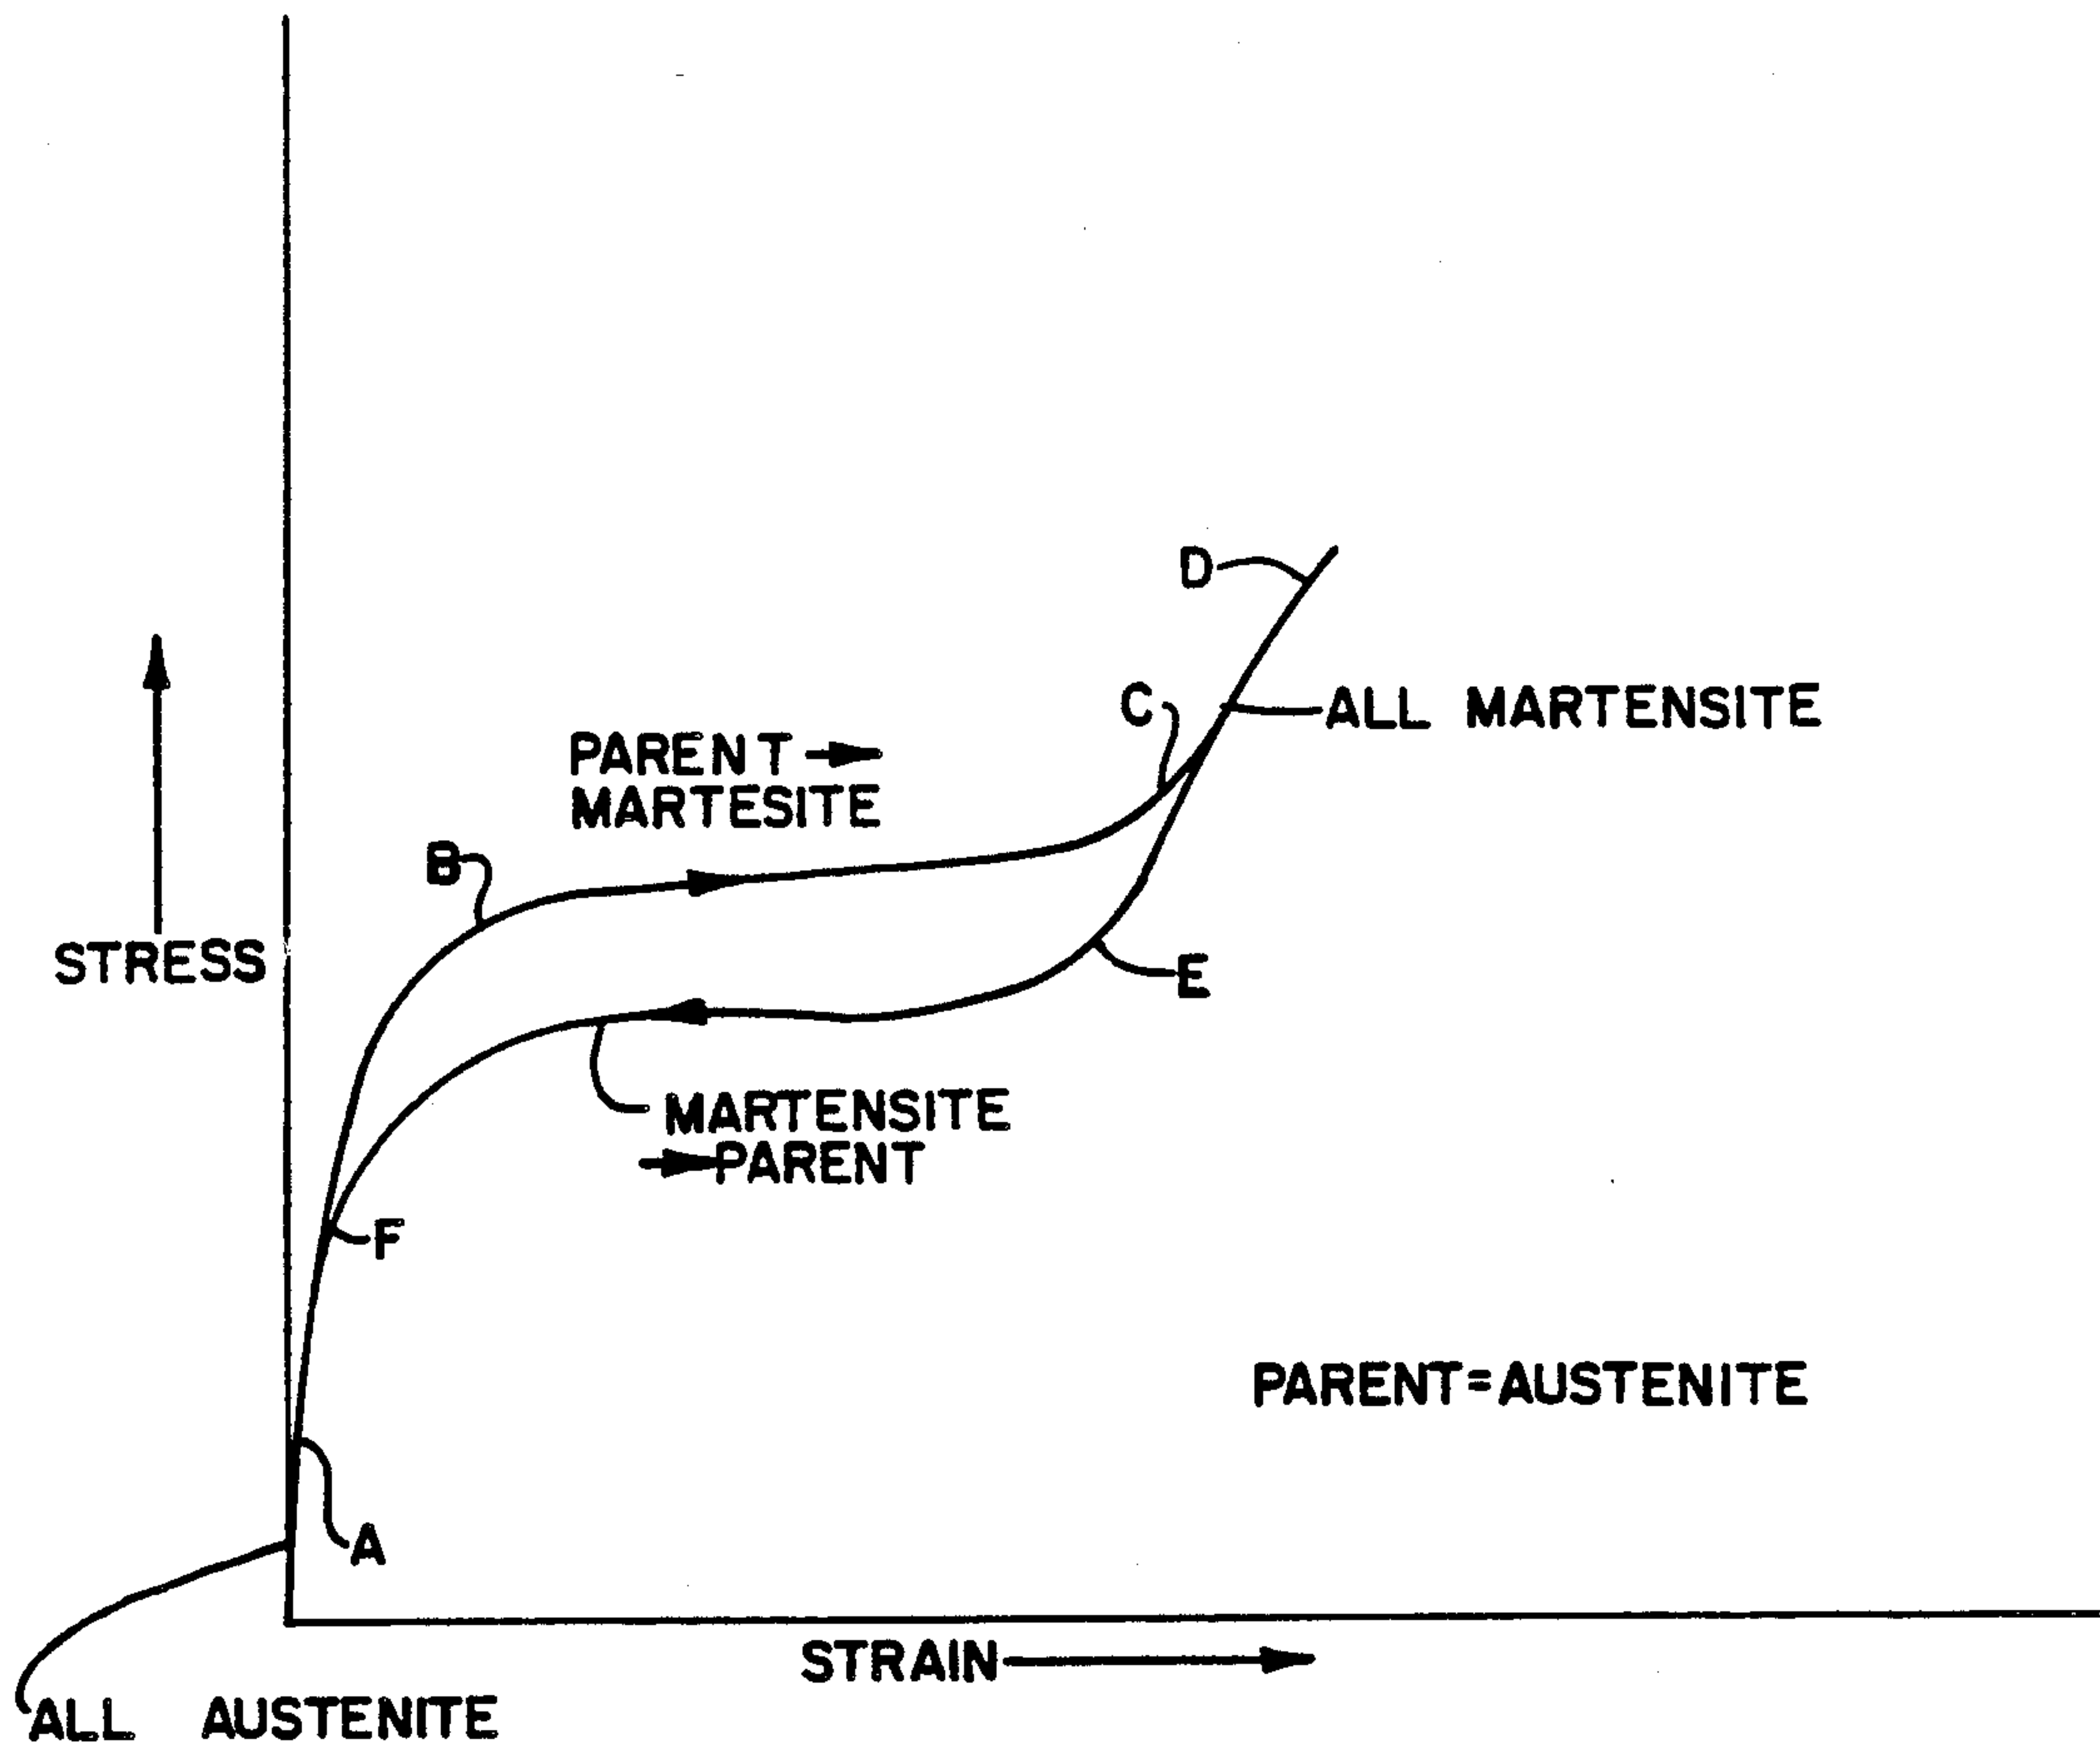 D
C
ALL MARTENSITE
PARENT
MARTESITE
B
STRESS
E
MARTENSITE
PARENT
F
PARENT=AUSTENITE
A
STRAIN
ALL AUSTENITE